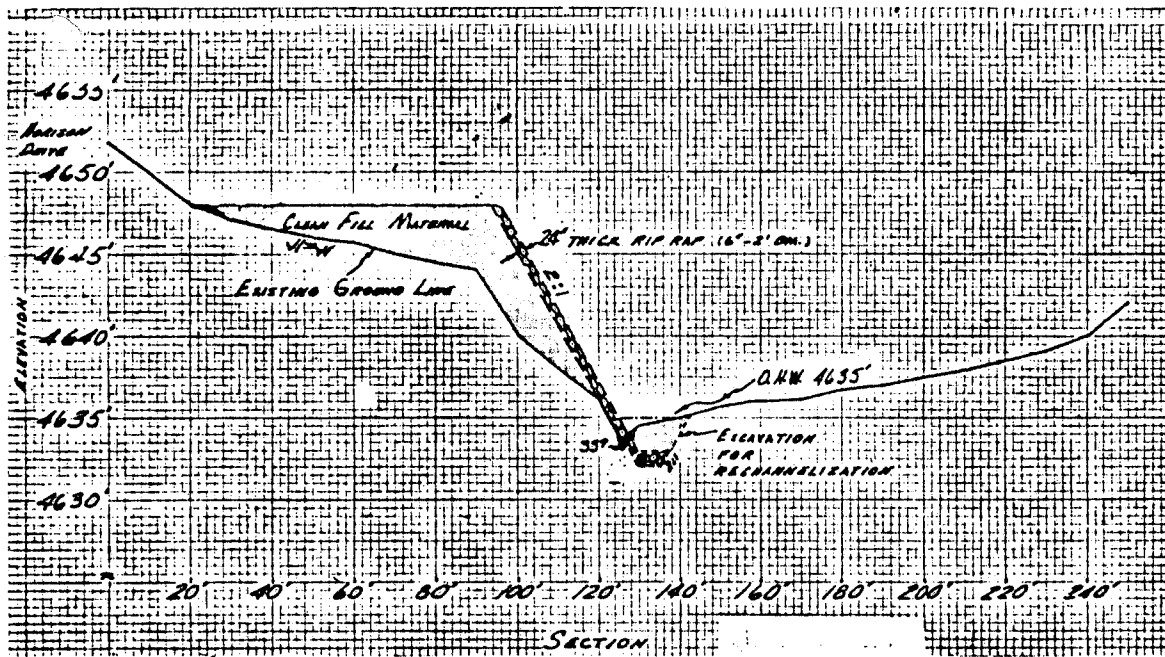 4655'
HORIZON
DRIVE
4650'
CLEAN FILL MATERIAL
4645'
24" THICK RIP RAP (6"-2' DIA.)
2:1
EXISTING GROUND LINE
ELEVATION
4640'
O.H.W. 4635'
4635'
EXCAVATION
FOR
RECHANNELIZATION
4630'
20' 40' 60' 80' 100' 120' 140' 160' 180' 200' 220' 240'
SECTION